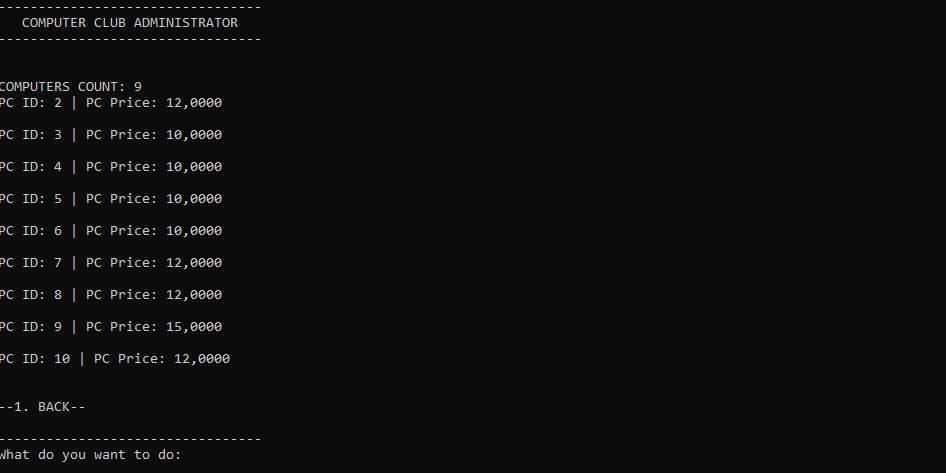 ---------------------------------
COMPUTER CLUB ADMINISTRATOR
---------------------------------
COMPUTERS COUNT: 9
PC ID: 2 | PC Price: 12,0000
PC ID: 3 | PC Price: 10,0000
PC ID: 4 | PC Price: 10,0000
PC ID: 5 | PC Price: 10,0000
PC ID: 6 | PC Price: 10,0000
PC ID: 7 | PC Price: 12,0000
PC ID: 8 | PC Price: 12,0000
PC ID: 9 | PC Price: 15,0000
PC ID: 10 | PC Price: 12,0000
--1. BACK--
---------------------------------
What do you want to do: